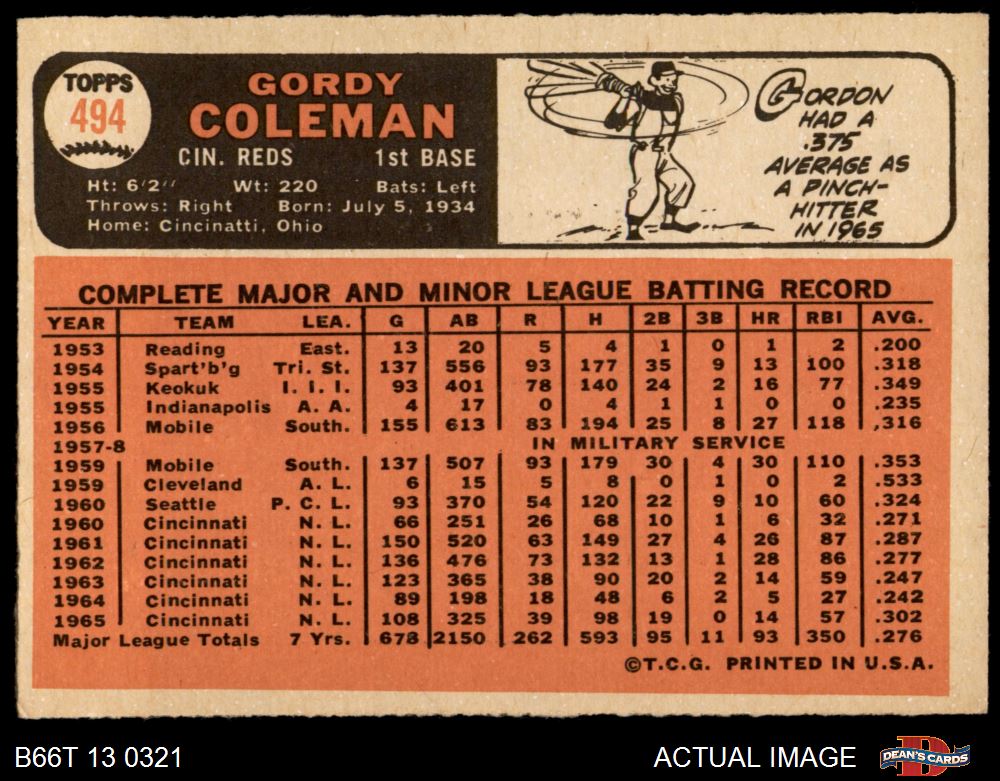 TOPPS
494
GORDY
COLEMAN
CIN. REDS 1st BASE
Ht: 6'2" Wt: 220 Bats: Left
Throws: Right Born: July 5, 1934
Home: Cincinatti, Ohio
GORDON
HAD A
.375
AVERAGE AS
A PINCH-
HITTER
IN 1965
COMPLETE MAJOR AND MINOR LEAGUE BATTING RECORD
YEAR TEAM LEA. G AB R H 2B 3B HR RBI AVG.
1953 Reading East. 13 20 5 4 1 0 1 2 .200
1954 Spart'b'g Tri. St. 137 556 93 177 35 9 13 100 .318
1955 Keokuk I. I. I. 93 401 78 140 24 2 16 77 .349
1955 Indianapolis A. A. 4 17 0 4 1 1 0 0 .235
1956 Mobile South. 155 613 83 194 25 8 27 118 ,316
1957-8 IN MILITARY SERVICE
1959 Mobile South. 137 507 93 179 30 4 30 110 .353
1959 Cleveland A. L. 6 15 5 8 0 1 0 2 .533
1960 Seattle P. C. L. 93 370 54 120 22 9 10 60 .324
1960 Cincinnati N. L. 66 251 26 68 10 1 6 32 .271
1961 Cincinnati N. L. 150 520 63 149 27 4 26 87 .287
1962 Cincinnati N. L. 136 476 73 132 13 1 28 86 .277
1963 Cincinnati N. L. 123 365 38 90 20 2 14 59 .247
1964 Cincinnati N. L. 89 198 18 48 6 2 5 27 .242
1965 Cincinnati N. L. 108 325 39 98 19 0 14 57 .302
Major League Totals 7 Yrs. 678 2150 262 593 95 11 93 350 .276
©T.C.G. PRINTED IN U.S.A.
B66T 13 0321 ACTUAL IMAGE DEAN'S CARDS